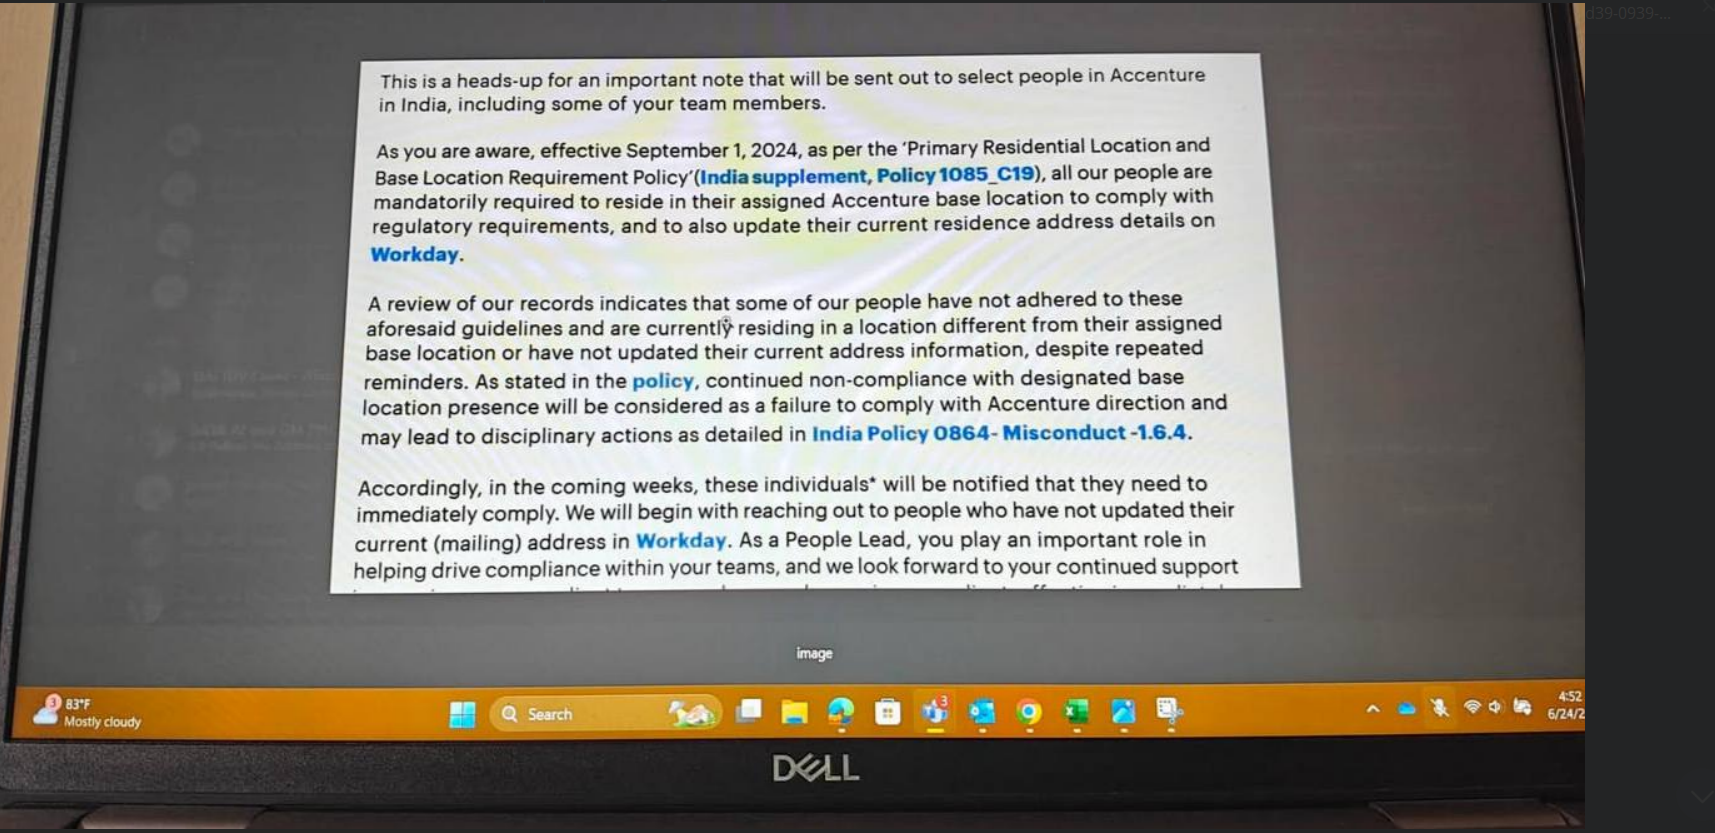 d39-0939-...
This is a heads-up for an important note that will be sent out to select people in Accenture
in India, including some of your team members.
As you are aware, effective September 1, 2024, as per the ‘Primary Residential Location and
Base Location Requirement Policy’(India supplement, Policy 1085_C19), all our people are
mandatorily required to reside in their assigned Accenture base location to comply with
regulatory requirements, and to also update their current residence address details on
Workday.
A review of our records indicates that some of our people have not adhered to these
aforesaid guidelines and are currently residing in a location different from their assigned
base location or have not updated their current address information, despite repeated
reminders. As stated in the policy, continued non-compliance with designated base
location presence will be considered as a failure to comply with Accenture direction and
may lead to disciplinary actions as detailed in India Policy 0864- Misconduct -1.6.4.
Accordingly, in the coming weeks, these individuals* will be notified that they need to
immediately comply. We will begin with reaching out to people who have not updated their
current (mailing) address in Workday. As a People Lead, you play an important role in
helping drive compliance within your teams, and we look forward to your continued support
image
3
83°F
Mostly cloudy
Search
3
4:52
6/24/2
DELL